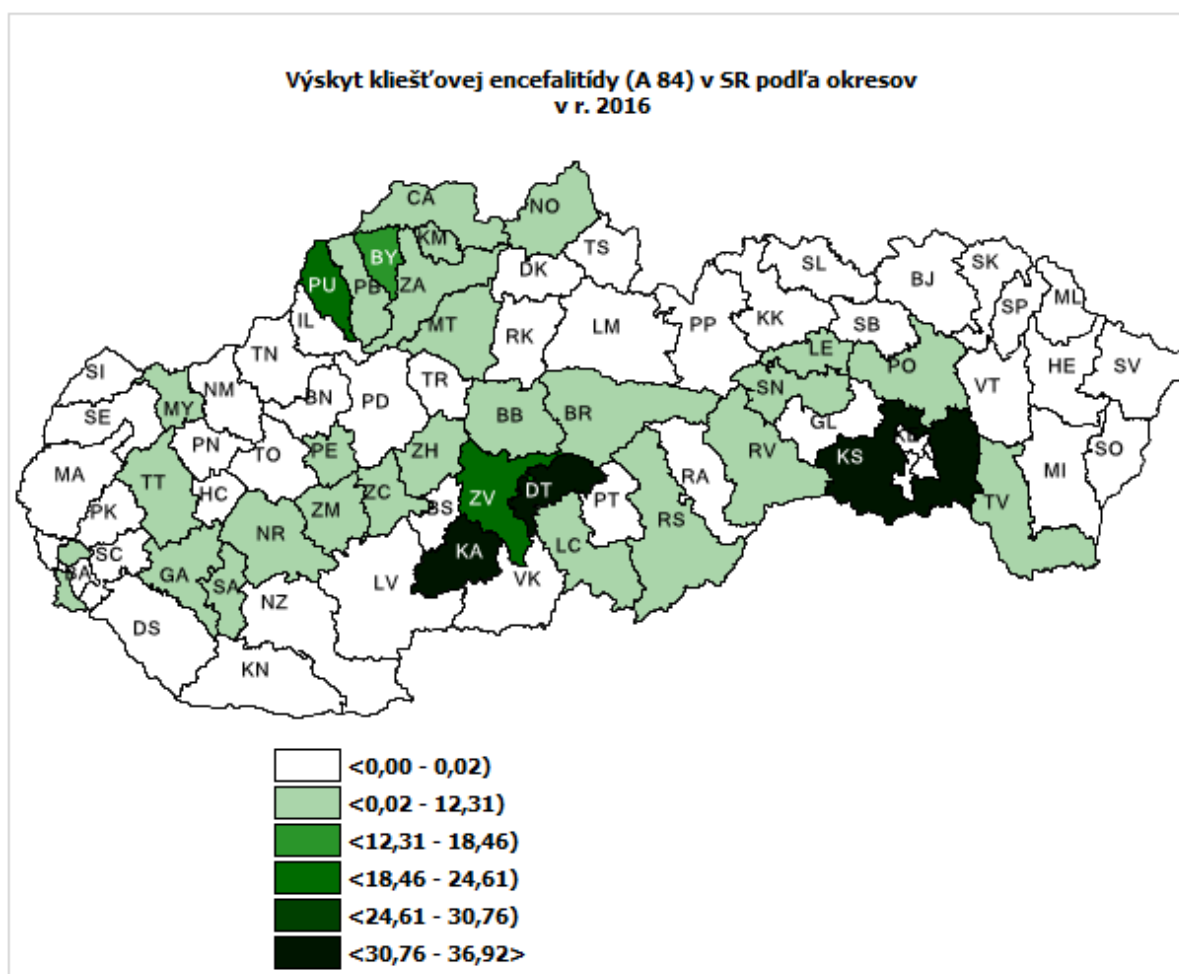 Výskyt kliešťovej encefalitídy (A 84) v SR podľa okresov
v r. 2016
CA
NO
KM
TS
BY
DK
SL
SK
BJ
PU
PB
ZA
ML
SP
IL
MT
RK
LM
PP
KK
SB
LE
PO
HE
SV
TN
VT
SI
NM
TR
SN
BN
PD
MY
BB
BR
SE
GL
PN
TO
PE
ZH
RV
KS
SO
MA
MI
TT
HC
ZC
RA
DT
ZV
PT
TV
BS
ZM
PK
RS
NR
LC
SC
KA
BA
GA
VK
SA
LV
NZ
DS
KN
<0,00 - 0,02)
<0,02 - 12,31)
<12,31 - 18,46)
<18,46 - 24,61)
<24,61 - 30,76)
<30,76 - 36,92>